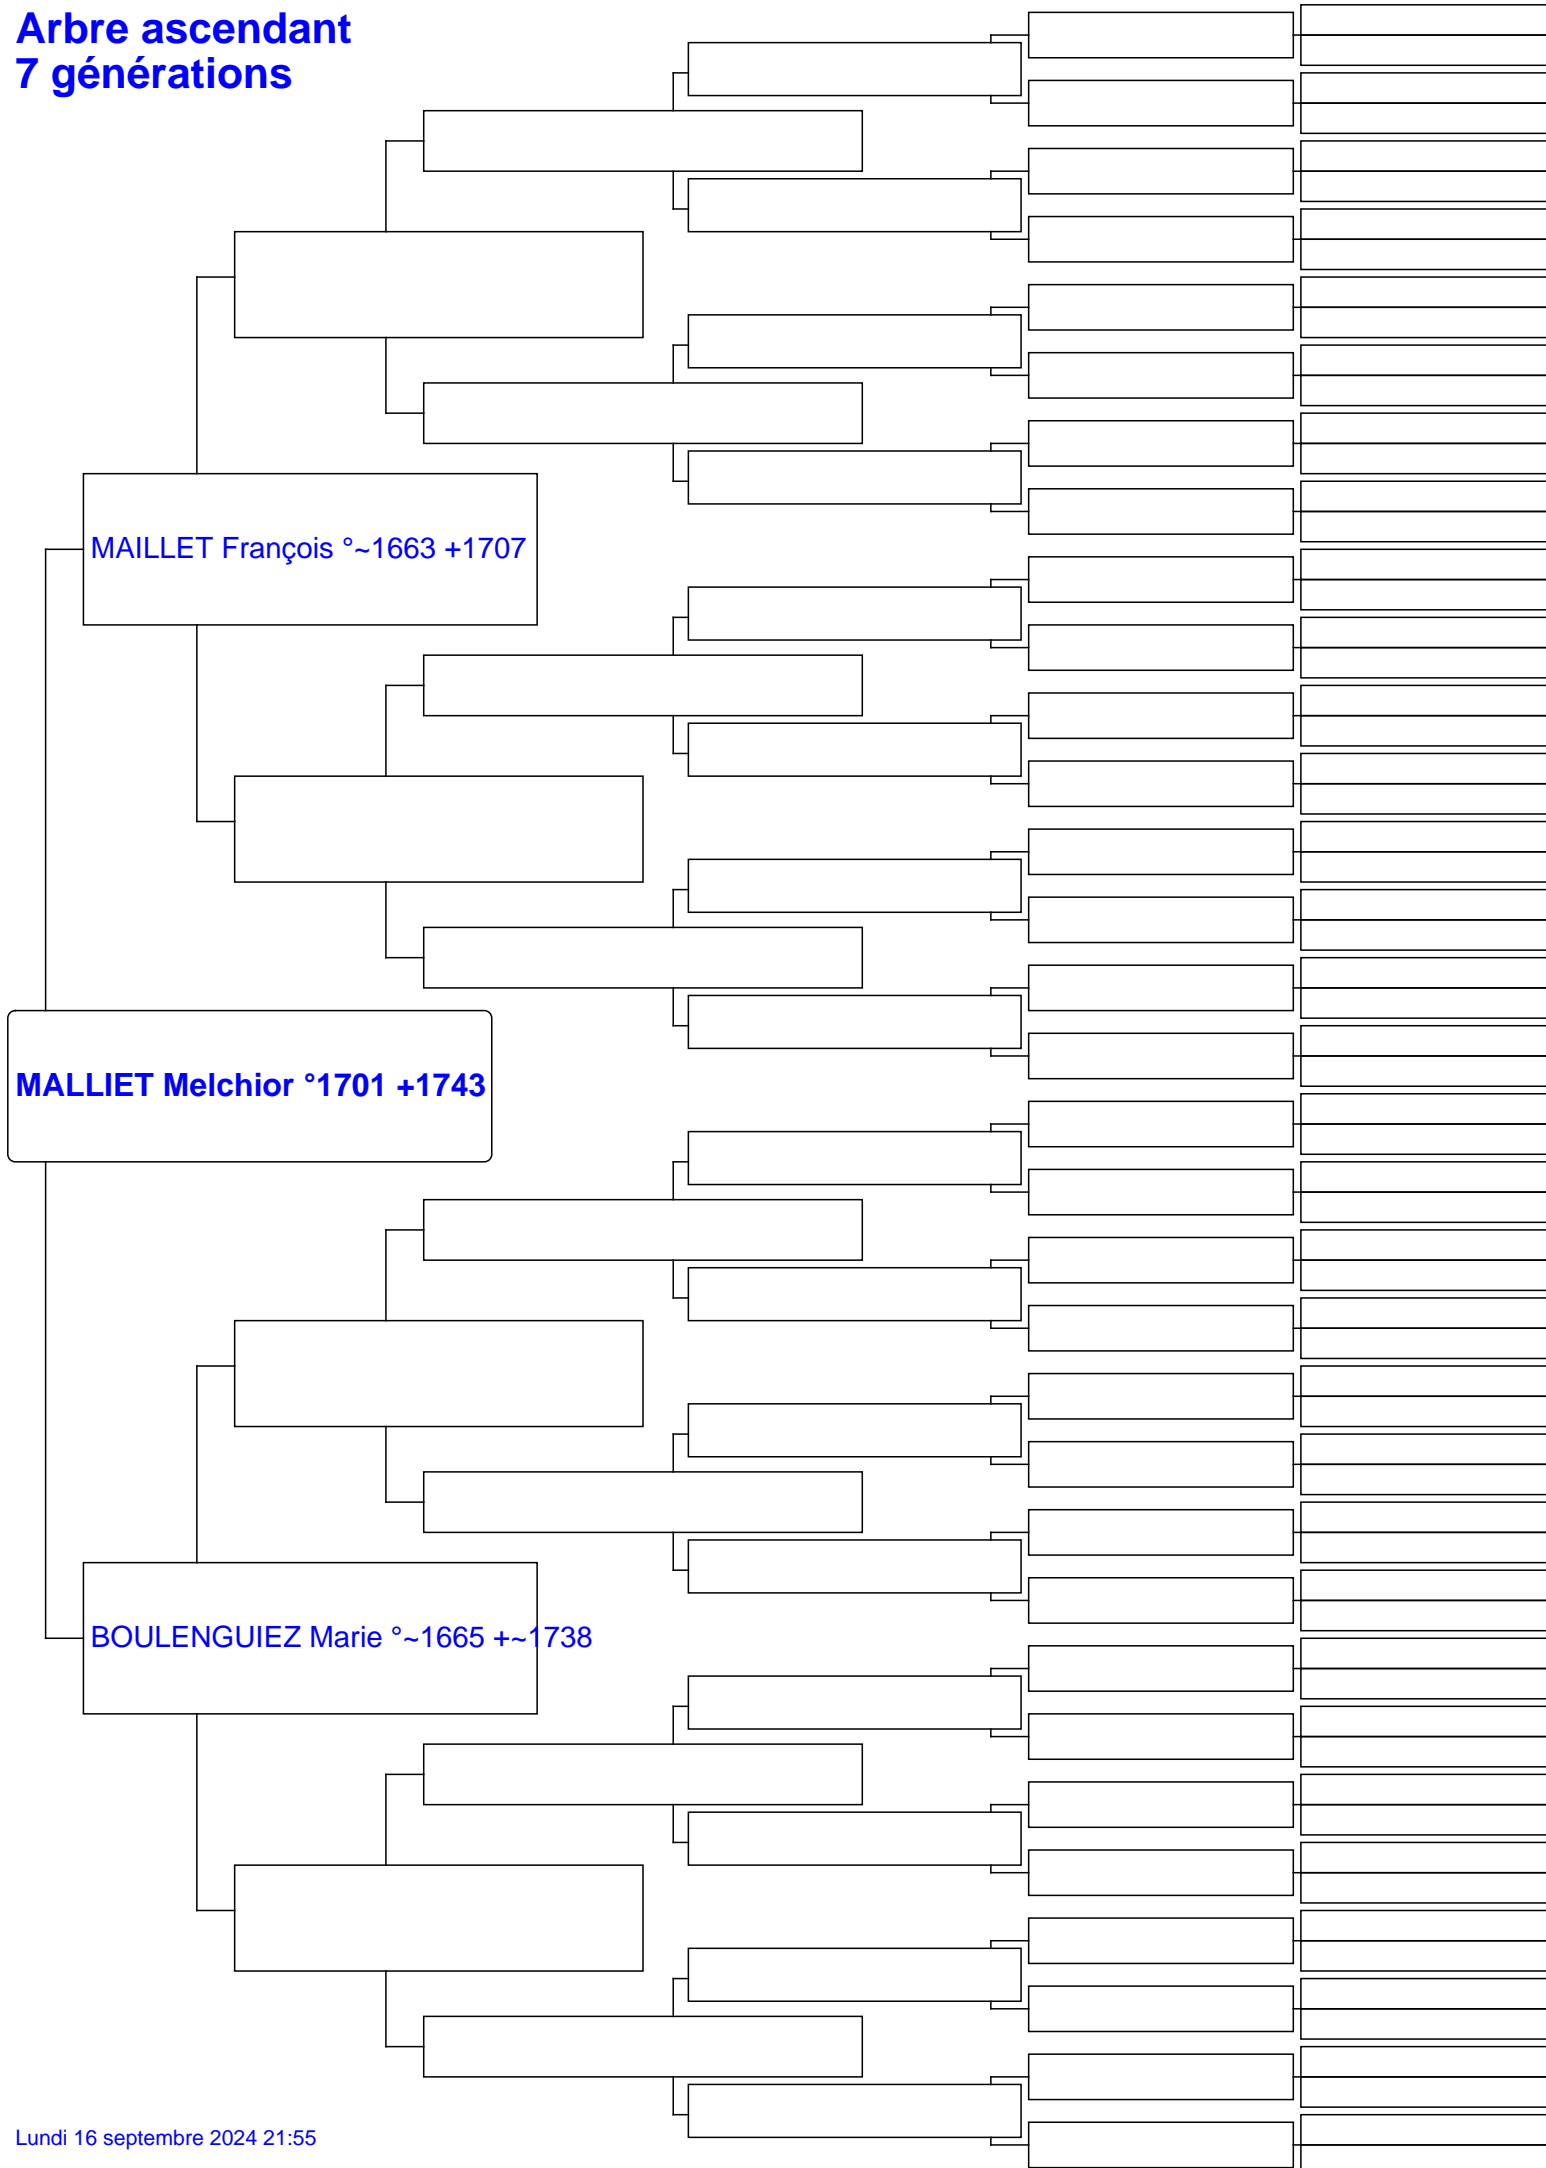 Arbre ascendant
7 générations
MAILLET François °~1663 +1707
MALLIET Melchior °1701 +1743
BOULENGUIEZ Marie °~1665 +~1738
Lundi 16 septembre 2024 21:55